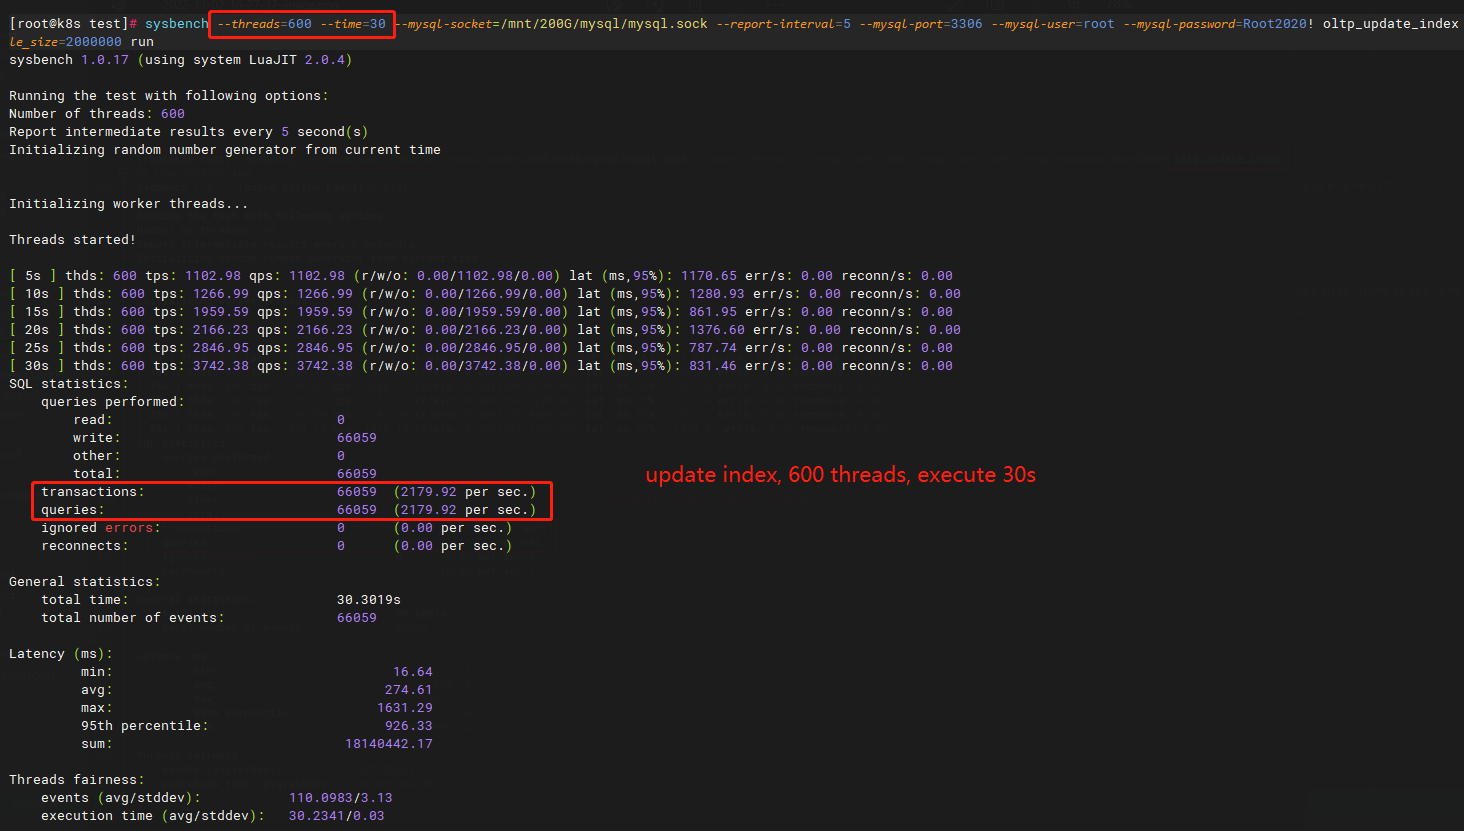 [root@k8s test]# sysbench --threads=600 --time=30 --mysql-socket=/mnt/200G/mysql/mysql.sock --report-interval=5 --mysql-port=3306 --mysql-user=root --mysql-password=Root2020! oltp_update_index
le_size=2000000 run
sysbench 1.0.17 (using system LuaJIT 2.0.4)
Running the test with following options:
Number of threads: 600
Report intermediate results every 5 second(s)
Initializing random number generator from current time
Initializing worker threads...
Threads started!
[ 5s ] thds: 600 tps: 1102.98 qps: 1102.98 (r/w/o: 0.00/1102.98/0.00) lat (ms,95%): 1170.65 err/s: 0.00 reconn/s: 0.00
[ 10s ] thds: 600 tps: 1266.99 qps: 1266.99 (r/w/o: 0.00/1266.99/0.00) lat (ms,95%): 1280.93 err/s: 0.00 reconn/s: 0.00
[ 15s ] thds: 600 tps: 1959.59 qps: 1959.59 (r/w/o: 0.00/1959.59/0.00) lat (ms,95%): 861.95 err/s: 0.00 reconn/s: 0.00
[ 20s ] thds: 600 tps: 2166.23 qps: 2166.23 (r/w/o: 0.00/2166.23/0.00) lat (ms,95%): 1376.60 err/s: 0.00 reconn/s: 0.00
[ 25s ] thds: 600 tps: 2846.95 qps: 2846.95 (r/w/o: 0.00/2846.95/0.00) lat (ms,95%): 787.74 err/s: 0.00 reconn/s: 0.00
[ 30s ] thds: 600 tps: 3742.38 qps: 3742.38 (r/w/o: 0.00/3742.38/0.00) lat (ms,95%): 831.46 err/s: 0.00 reconn/s: 0.00
SQL statistics:
queries performed:
read: 0
write: 66059
other: 0
total: 66059
update index, 600 threads, execute 30s
transactions: 66059 (2179.92 per sec.)
queries: 66059 (2179.92 per sec.)
ignored errors: 0 (0.00 per sec.)
reconnects: 0 (0.00 per sec.)
General statistics:
total time: 30.3019s
total number of events: 66059
Latency (ms):
min: 16.64
avg: 274.61
max: 1631.29
95th percentile: 926.33
sum: 18140442.17
Threads fairness:
events (avg/stddev): 110.0983/3.13
execution time (avg/stddev): 30.2341/0.03